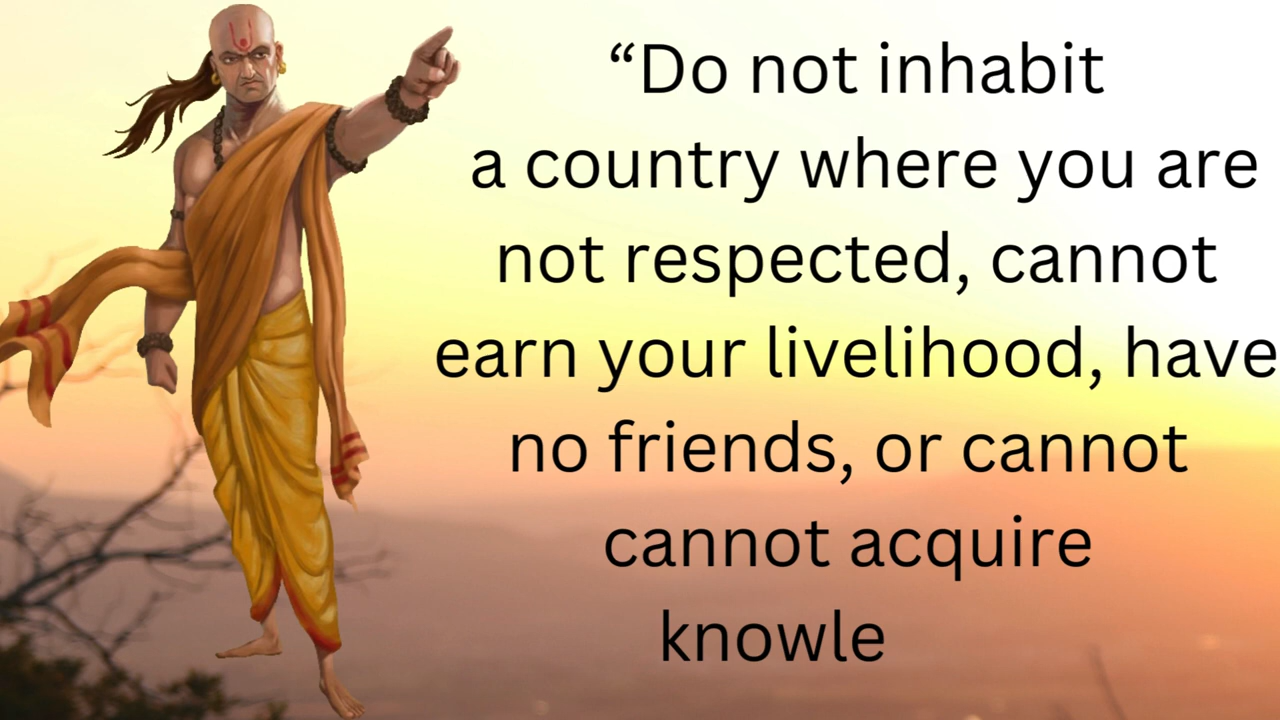 “Do not inhabit
a country where you are
not respected, cannot
earn your livelihood, have
no friends, or cannot
cannot acquire
knowle